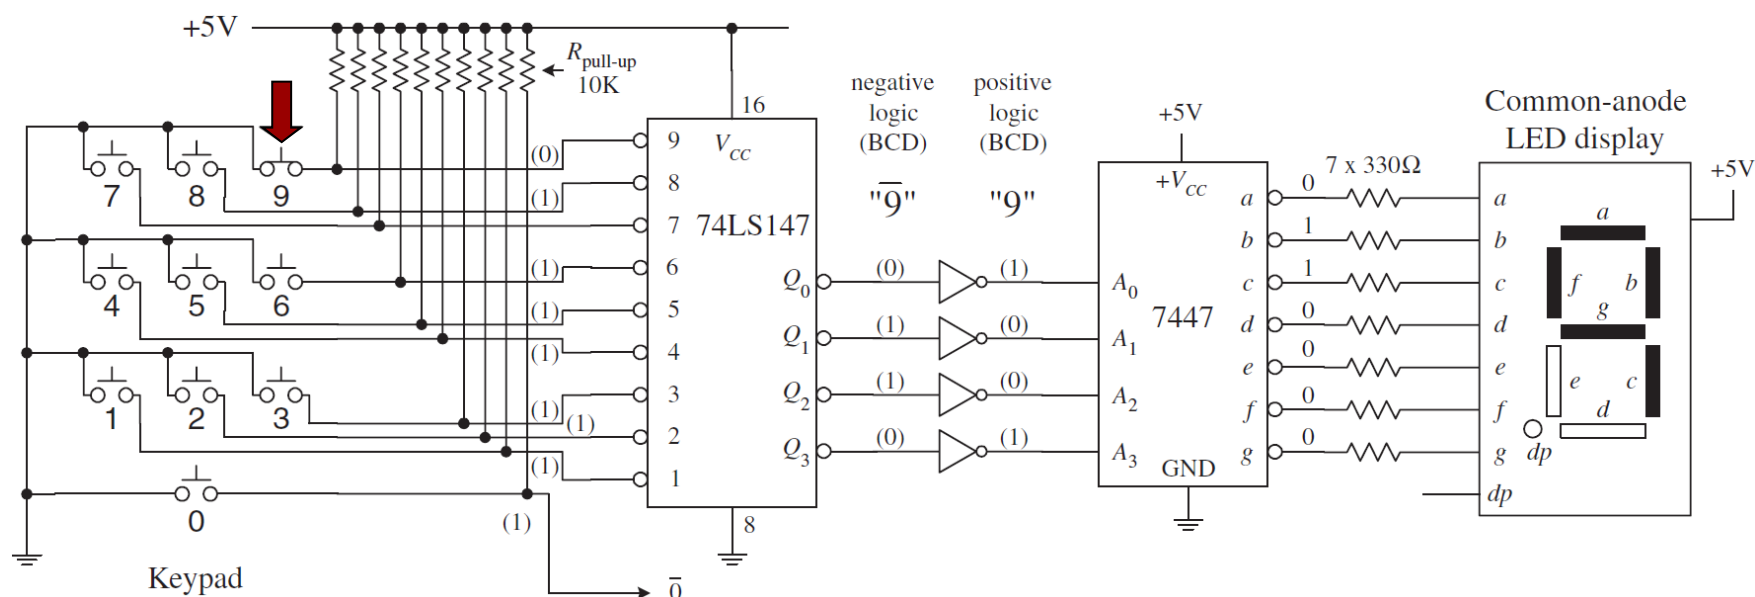 +5V
R pull-up
10K
16
negative
logic
(BCD)
positive
logic
(BCD)
+5V
Common-anode
LED display
7 8 9
4 5 6
1 2 3
0
Keypad
(0)
(1)
(1)
(1)
(1)
(1)
(1)
(1)
(1)
0̅
9
8
7
6
5
4
3
2
1
VCC
74LS147
Q0
Q1
Q2
Q3
8
"9̅"
"9"
(0) (1)
(1) (0)
(1) (0)
(0) (1)
+VCC
7447
A0
A1
A2
A3
GND
a
b
c
d
e
f
g
7 x 330Ω
0
1
1
0
0
0
0
+5V
a
b
c
d
e
f
g
dp
a
f b
g
e c
d
dp